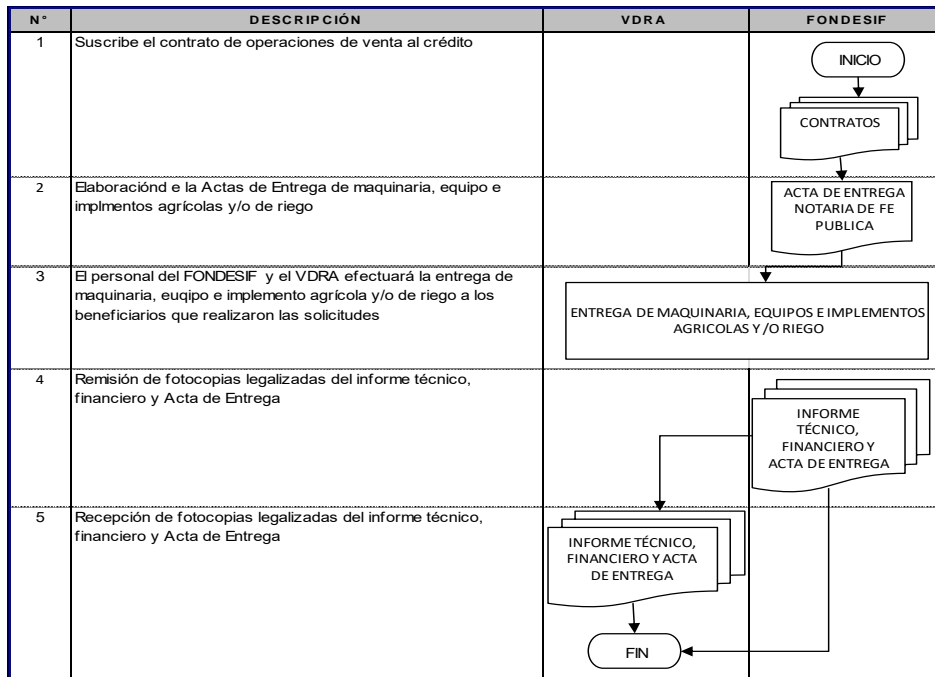 N° DESCRIPCIÓN VDRA FONDESIF
1 Suscribe el contrato de operaciones de venta al crédito
INICIO
CONTRATOS
2 Elaboraciónd e la Actas de Entrega de maquinaria, equipo e
implmentos agrícolas y/o de riego
ACTA DE ENTREGA
NOTARIA DE FE
PUBLICA
3 El personal del FONDESIF y el VDRA efectuará la entrega de
maquinaria, euqipo e implemento agrícola y/o de riego a los
beneficiarios que realizaron las solicitudes
ENTREGA DE MAQUINARIA, EQUIPOS E IMPLEMENTOS
AGRICOLAS Y /O RIEGO
4 Remisión de fotocopias legalizadas del informe técnico,
financiero y Acta de Entrega
INFORME
TÉCNICO,
FINANCIERO Y
ACTA DE ENTREGA
5 Recepción de fotocopias legalizadas del informe técnico,
financiero y Acta de Entrega
INFORME TÉCNICO,
FINANCIERO Y ACTA
DE ENTREGA
FIN